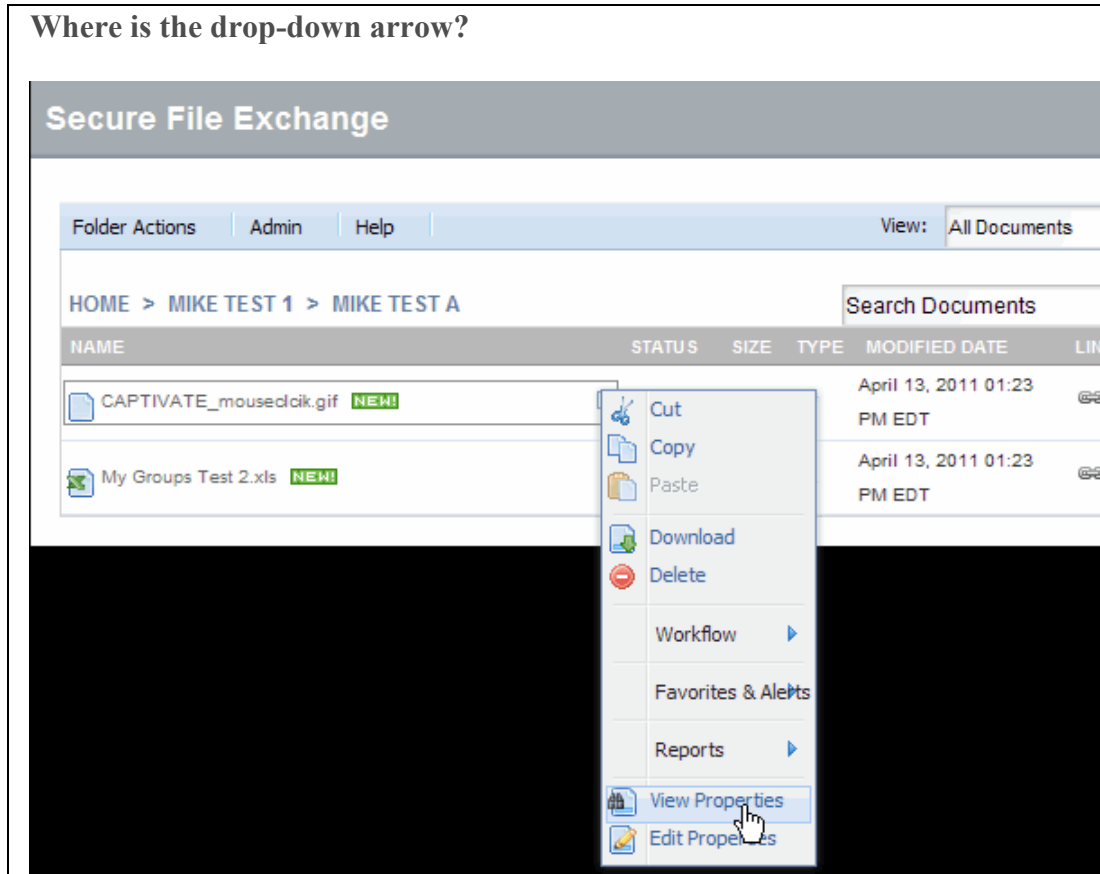 Where is the drop-down arrow?
Secure File Exchange
Folder Actions Admin Help View: All Documents
HOME > MIKE TEST 1 > MIKE TEST A Search Documents
NAME STATUS SIZE TYPE MODIFIED DATE LIN
CAPTIVATE_mouseclcik.gif NEW! April 13, 2011 01:23
PM EDT
My Groups Test 2.xls NEW! April 13, 2011 01:23
PM EDT
Cut
Copy
Paste
Download
Delete
Workflow
Favorites & Alerts
Reports
View Properties
Edit Properties